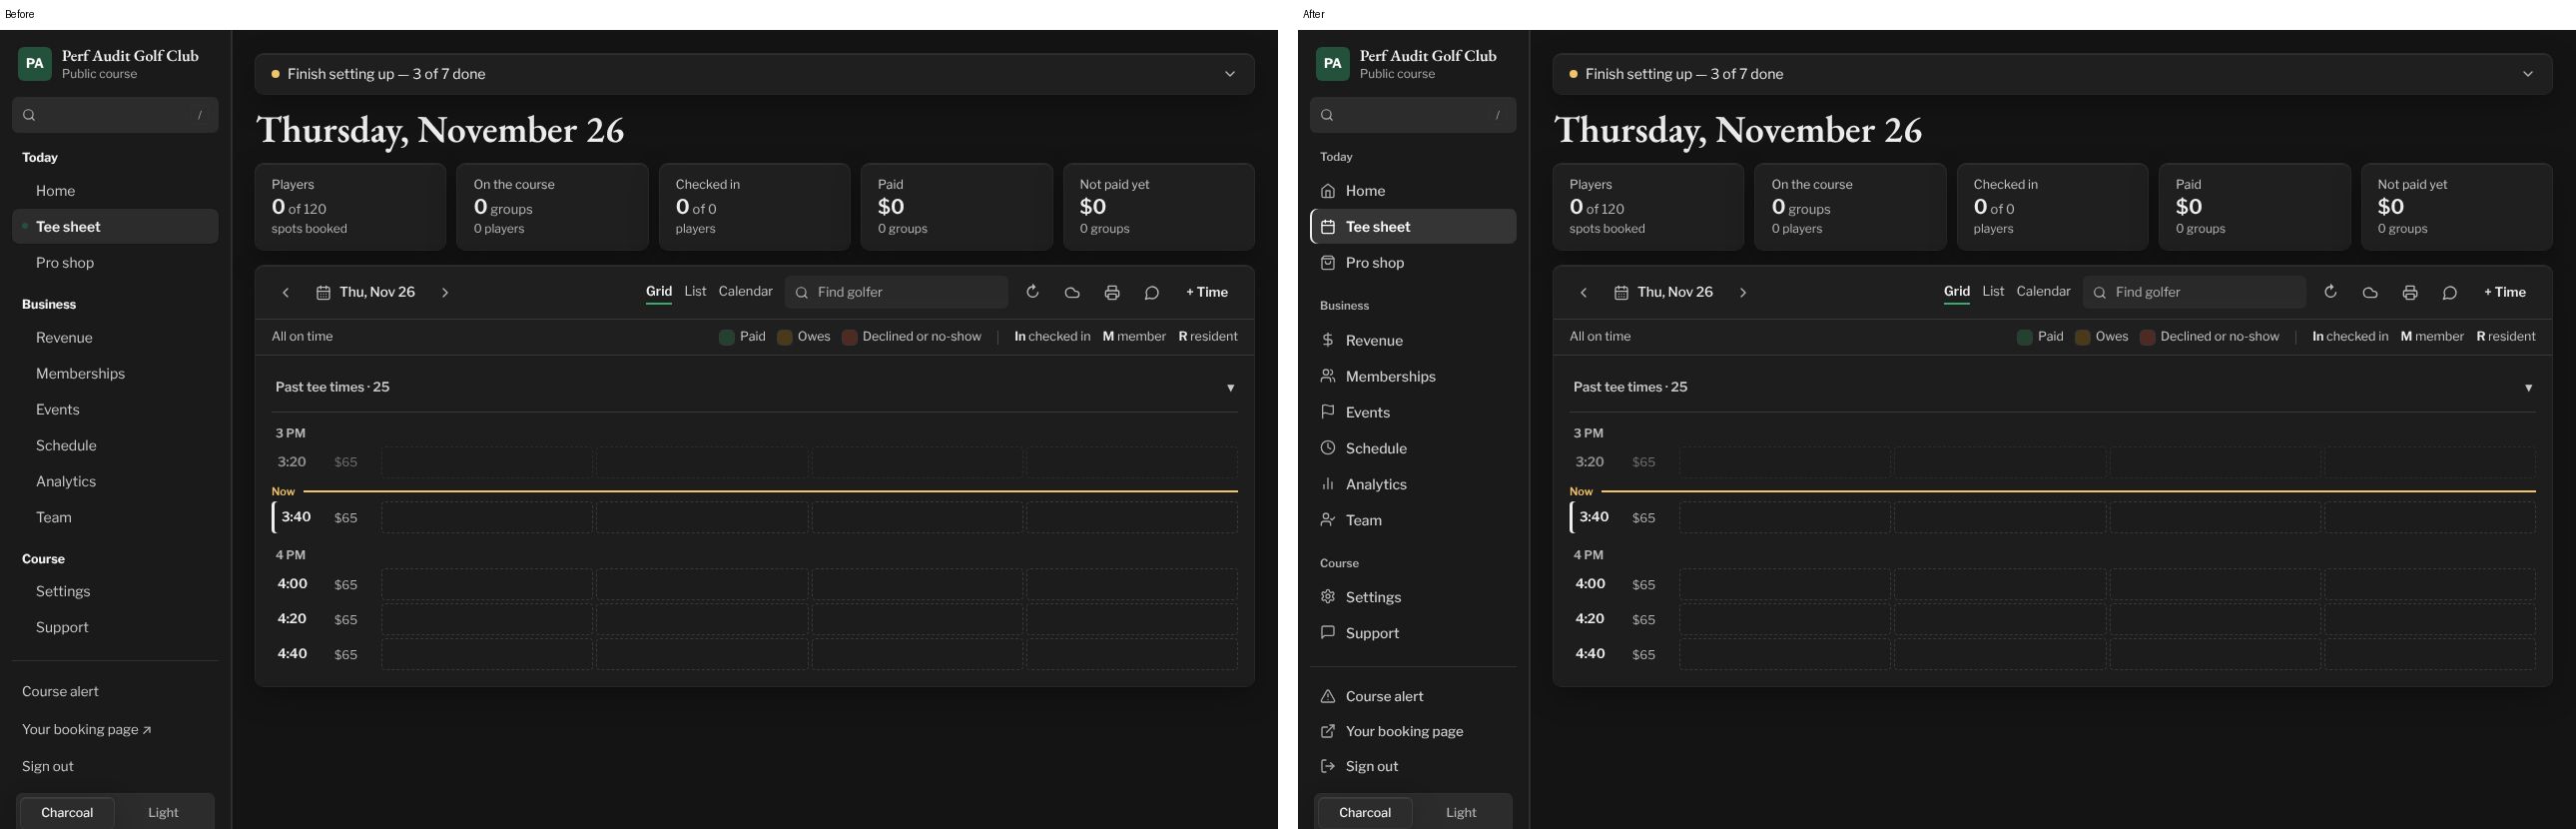 Before
PA
Perf Audit Golf Club
Public course
/
Today
Home
Tee sheet
Pro shop
Business
Revenue
Memberships
Events
Schedule
Analytics
Team
Course
Settings
Support
Course alert
Your booking page ↗
Sign out
Charcoal Light
Finish setting up — 3 of 7 done
Thursday, November 26
Players
0 of 120
spots booked
On the course
0 groups
0 players
Checked in
0 of 0
players
Paid
$0
0 groups
Not paid yet
$0
0 groups
Thu, Nov 26 Grid List Calendar Find golfer + Time
All on time Paid Owes Declined or no-show In checked in M member R resident
Past tee times · 25
3 PM
3:20 $65
Now
3:40 $65
4 PM
4:00 $65
4:20 $65
4:40 $65
After
PA
Perf Audit Golf Club
Public course
/
Today
Home
Tee sheet
Pro shop
Business
Revenue
Memberships
Events
Schedule
Analytics
Team
Course
Settings
Support
Course alert
Your booking page
Sign out
Charcoal Light
Finish setting up — 3 of 7 done
Thursday, November 26
Players
0 of 120
spots booked
On the course
0 groups
0 players
Checked in
0 of 0
players
Paid
$0
0 groups
Not paid yet
$0
0 groups
Thu, Nov 26 Grid List Calendar Find golfer + Time
All on time Paid Owes Declined or no-show In checked in M member R resident
Past tee times · 25
3 PM
3:20 $65
Now
3:40 $65
4 PM
4:00 $65
4:20 $65
4:40 $65